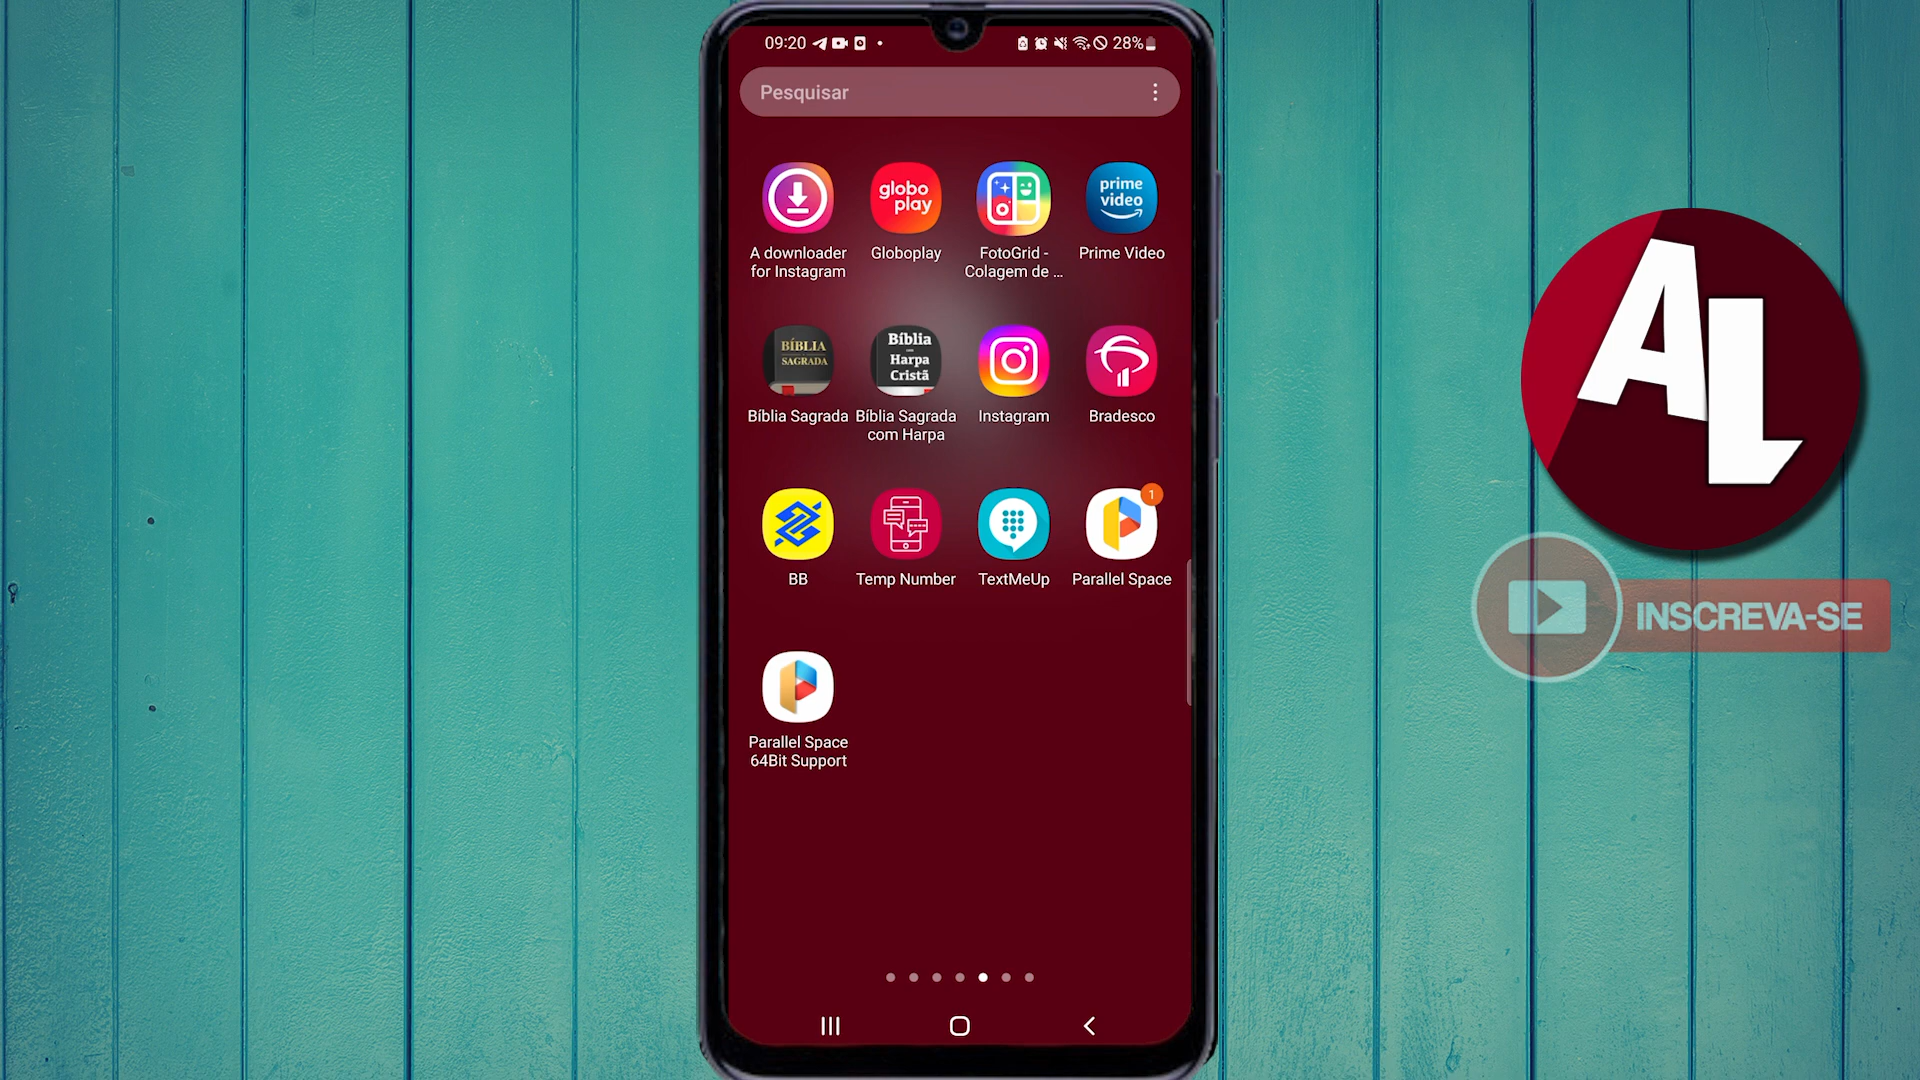 09:20
28%
Pesquisar
globo
play
prime
video
A downloader
for Instagram
Globoplay
FotoGrid -
Colagem de ...
Prime Video
BÍBLIA
SAGRADA
Bíblia
Harpa
Cristã
Bíblia Sagrada
Bíblia Sagrada
com Harpa
Instagram
Bradesco
1
BB
Temp Number
TextMeUp
Parallel Space
Parallel Space
64Bit Support
AL
INSCREVA-SE